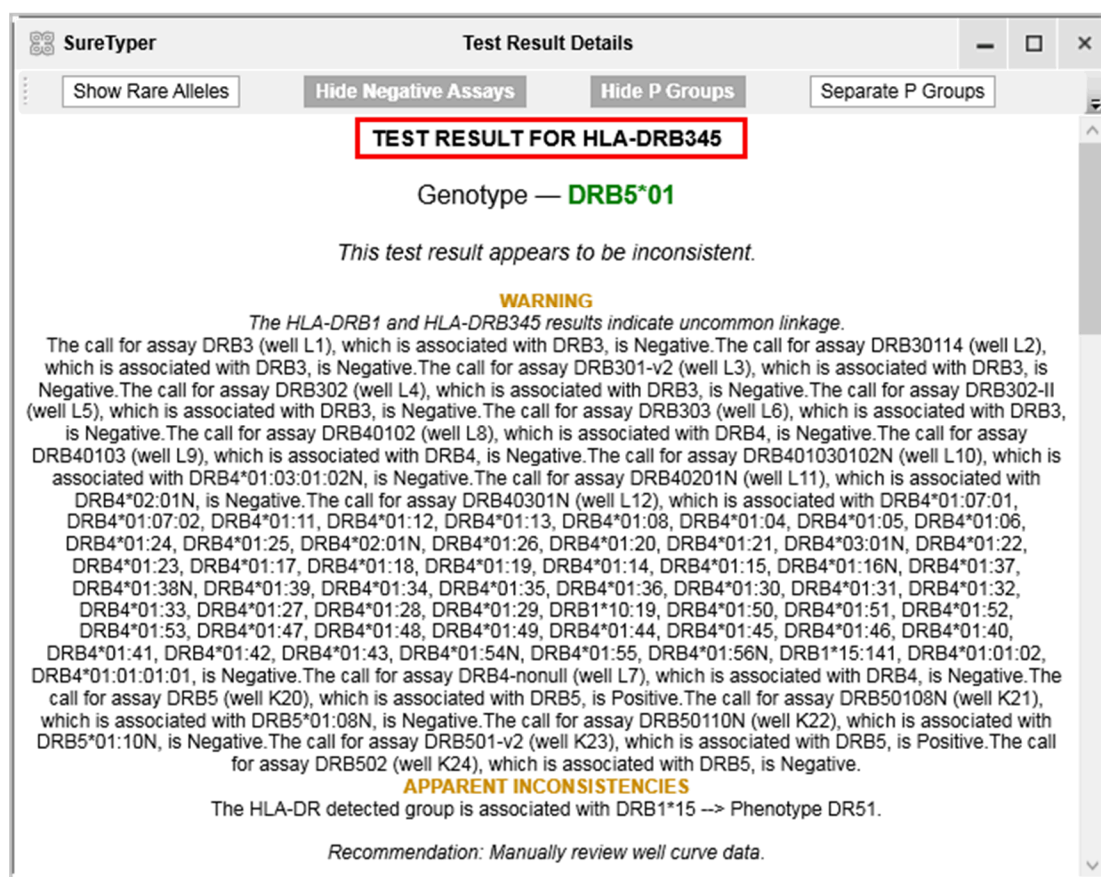 SureTyper
Test Result Details
Show Rare Alleles
Hide Negative Assays
Hide P Groups
Separate P Groups
TEST RESULT FOR HLA-DRB345
Genotype — DRB5*01
This test result appears to be inconsistent.
WARNING
The HLA-DRB1 and HLA-DRB345 results indicate uncommon linkage.
The call for assay DRB3 (well L1), which is associated with DRB3, is Negative.The call for assay DRB30114 (well L2),
which is associated with DRB3, is Negative.The call for assay DRB301-v2 (well L3), which is associated with DRB3, is
Negative.The call for assay DRB302 (well L4), which is associated with DRB3, is Negative.The call for assay DRB302-II
(well L5), which is associated with DRB3, is Negative.The call for assay DRB303 (well L6), which is associated with DRB3,
is Negative.The call for assay DRB40102 (well L8), which is associated with DRB4, is Negative.The call for assay
DRB40103 (well L9), which is associated with DRB4, is Negative.The call for assay DRB401030102N (well L10), which is
associated with DRB4*01:03:01:02N, is Negative.The call for assay DRB40201N (well L11), which is associated with
DRB4*02:01N, is Negative.The call for assay DRB40301N (well L12), which is associated with DRB4*01:07:01,
DRB4*01:07:02, DRB4*01:11, DRB4*01:12, DRB4*01:13, DRB4*01:08, DRB4*01:04, DRB4*01:05, DRB4*01:06,
DRB4*01:24, DRB4*01:25, DRB4*02:01N, DRB4*01:26, DRB4*01:20, DRB4*01:21, DRB4*03:01N, DRB4*01:22,
DRB4*01:23, DRB4*01:17, DRB4*01:18, DRB4*01:19, DRB4*01:14, DRB4*01:15, DRB4*01:16N, DRB4*01:37,
DRB4*01:38N, DRB4*01:39, DRB4*01:34, DRB4*01:35, DRB4*01:36, DRB4*01:30, DRB4*01:31, DRB4*01:32,
DRB4*01:33, DRB4*01:27, DRB4*01:28, DRB4*01:29, DRB1*10:19, DRB4*01:50, DRB4*01:51, DRB4*01:52,
DRB4*01:53, DRB4*01:47, DRB4*01:48, DRB4*01:49, DRB4*01:44, DRB4*01:45, DRB4*01:46, DRB4*01:40,
DRB4*01:41, DRB4*01:42, DRB4*01:43, DRB4*01:54N, DRB4*01:55, DRB4*01:56N, DRB1*15:141, DRB4*01:01:02,
DRB4*01:01:01:01, is Negative.The call for assay DRB4-nonull (well L7), which is associated with DRB4, is Negative.The
call for assay DRB5 (well K20), which is associated with DRB5, is Positive.The call for assay DRB50108N (well K21),
which is associated with DRB5*01:08N, is Negative.The call for assay DRB50110N (well K22), which is associated with
DRB5*01:10N, is Negative.The call for assay DRB501-v2 (well K23), which is associated with DRB5, is Positive.The call
for assay DRB502 (well K24), which is associated with DRB5, is Negative.
APPARENT INCONSISTENCIES
The HLA-DR detected group is associated with DRB1*15 --> Phenotype DR51.
Recommendation: Manually review well curve data.